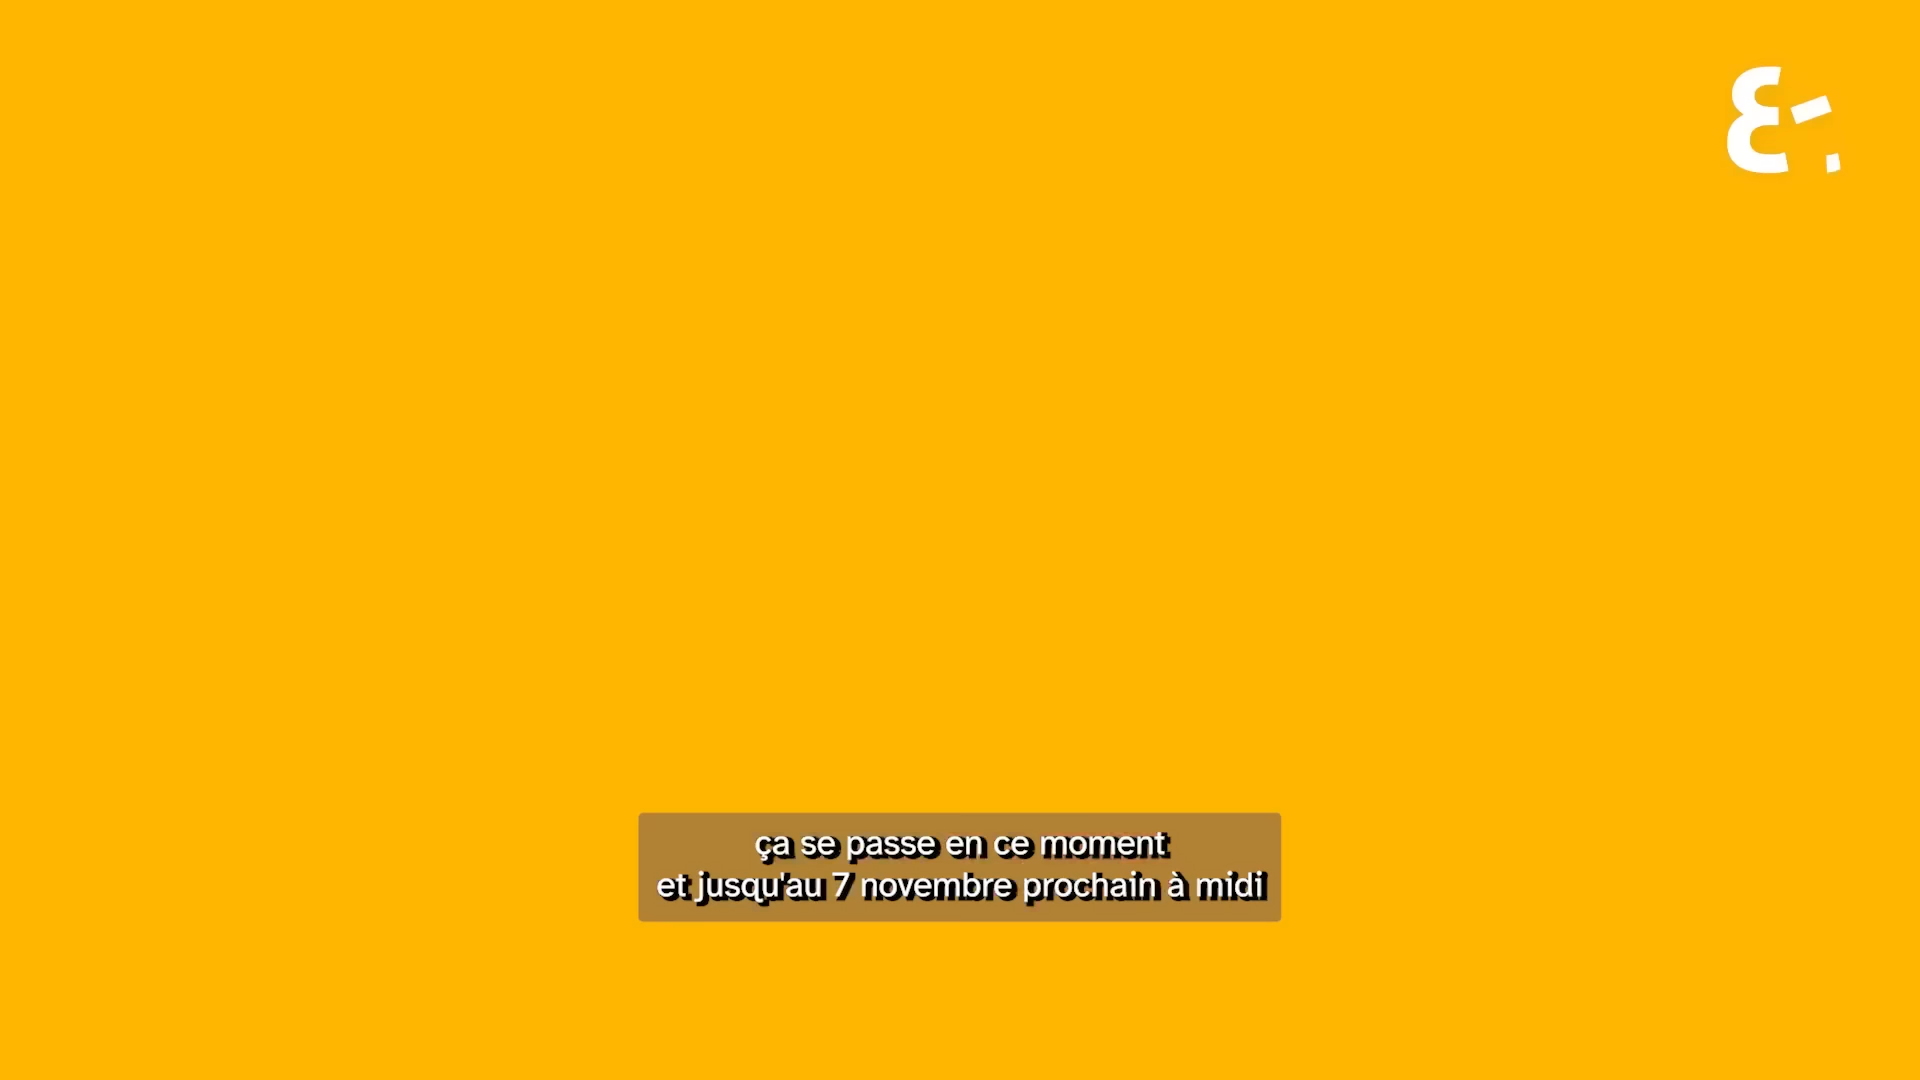 ça se passe en ce moment
et jusqu'au 7 novembre prochain à midi